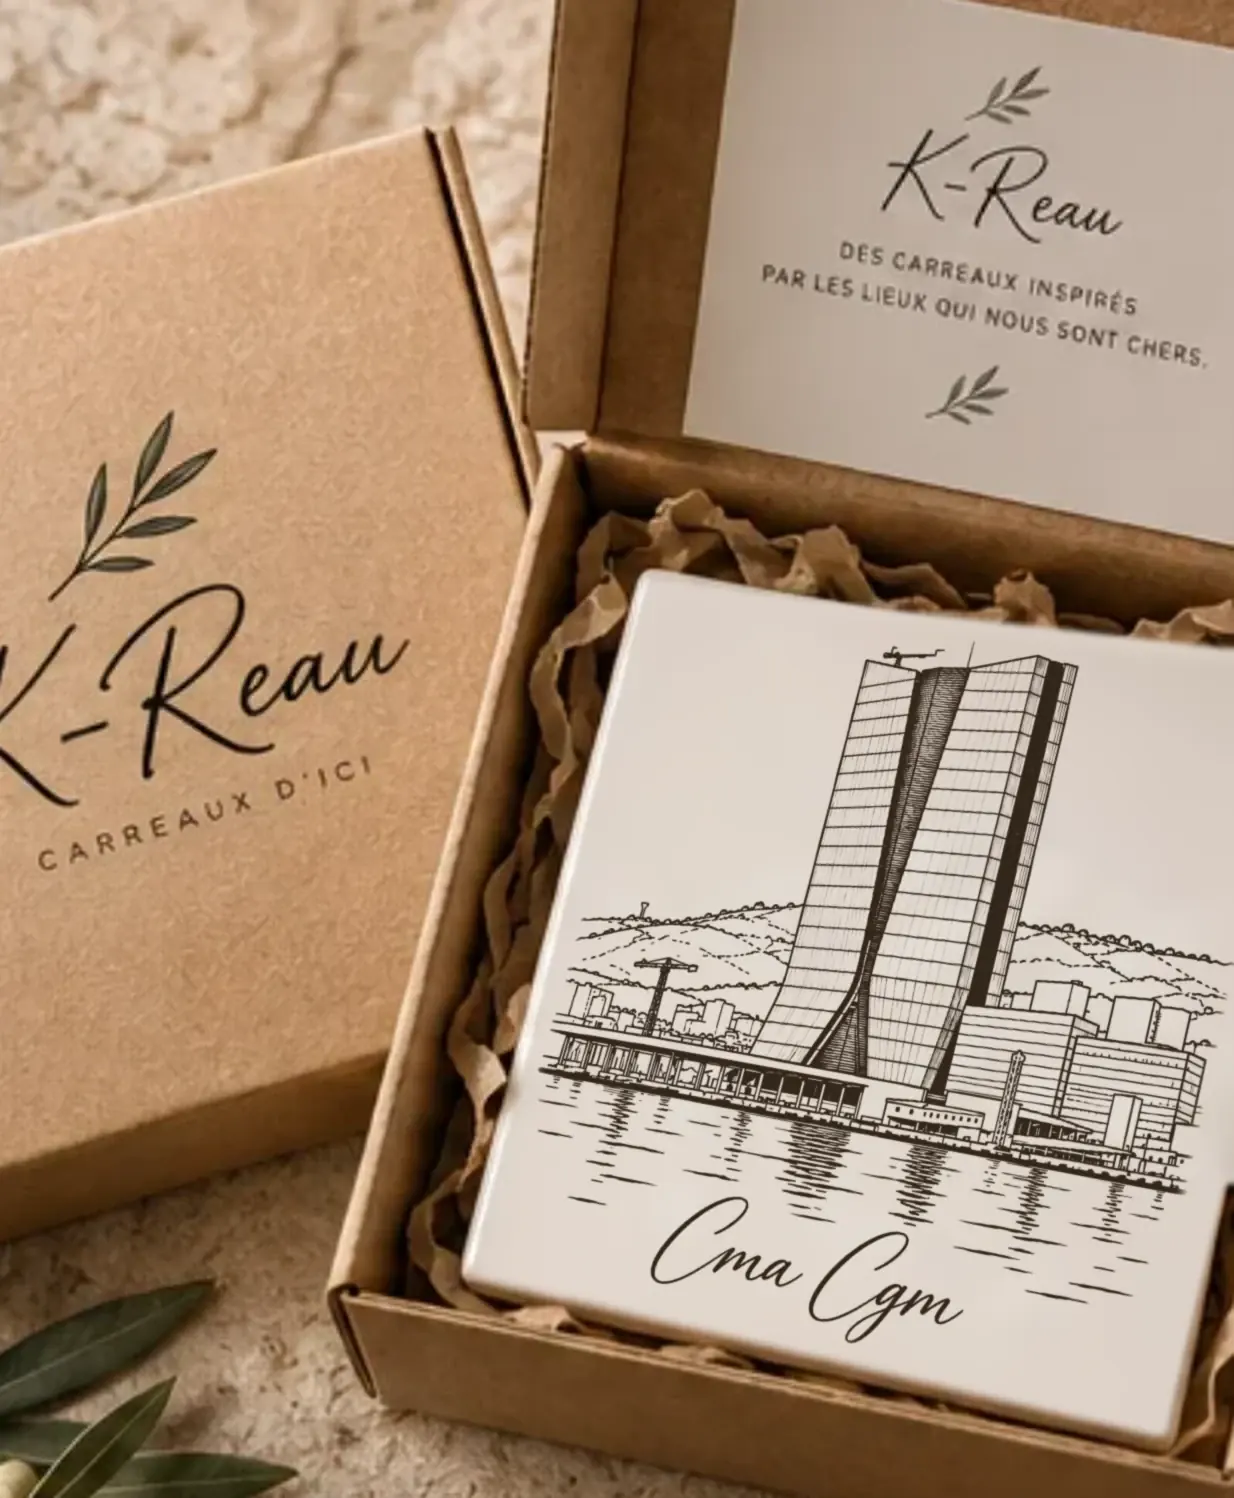 K-Reau
DES CARREAUX INSPIRÉS
PAR LES LIEUX QUI NOUS SONT CHERS.
K-Reau
CARREAUX D'ICI
Cma Cgm